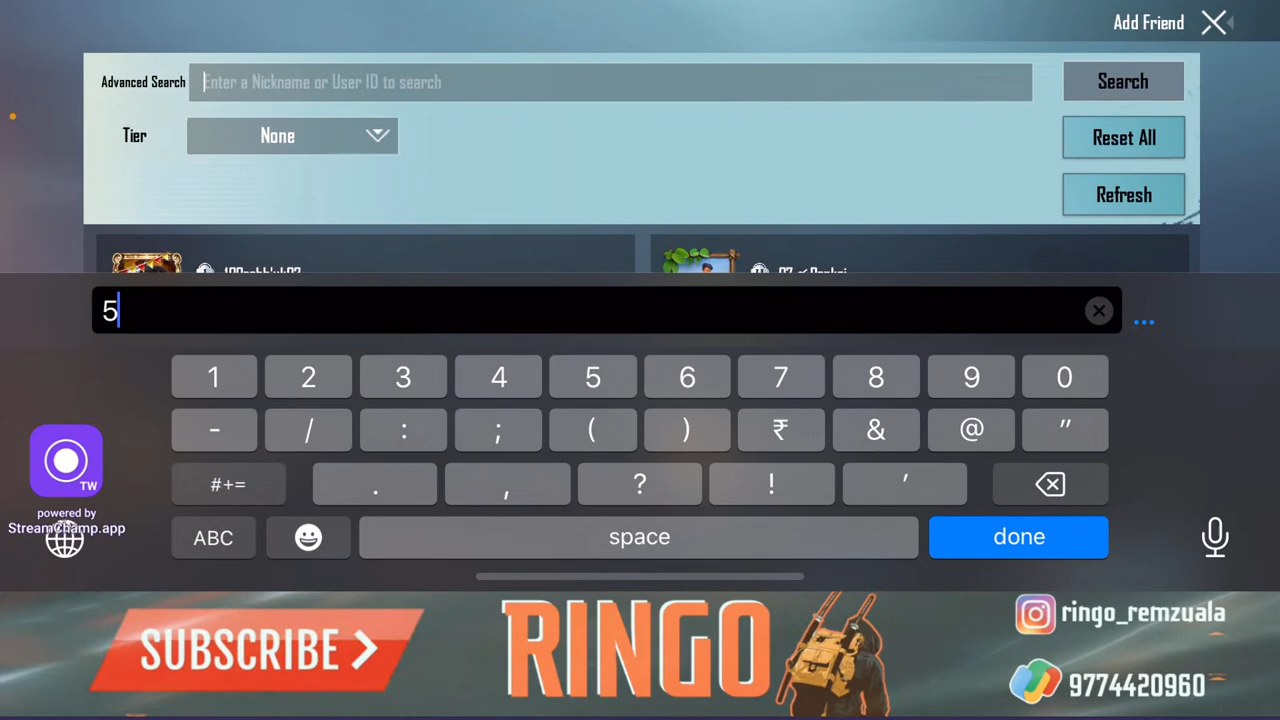 Add Friend
Advanced Search Enter a Nickname or User ID to search Search
Tier None
Reset All
Refresh
5
1 2 3 4 5 6 7 8 9 0
- / : ; ( ) ₹ & @ "
#+= . , ? ! '
ABC space done
TW
powered by
StreamChamp.app
SUBSCRIBE
RINGO
ringo_remzuala
9774420960